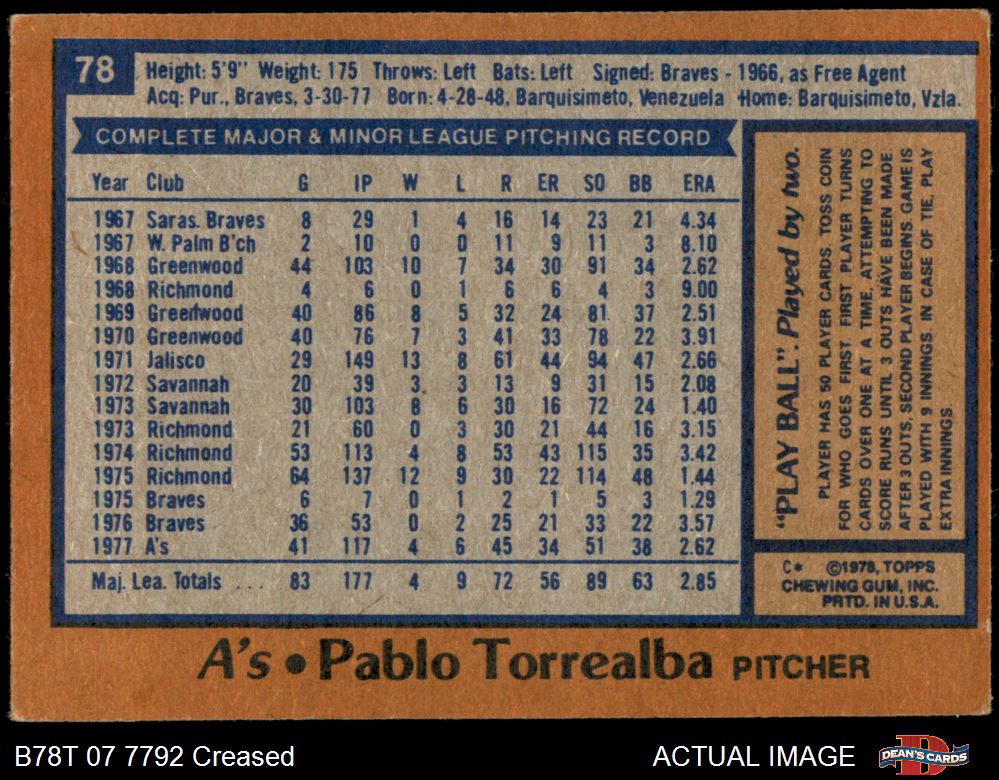 78
Height: 5'9" Weight: 175 Throws: Left Bats: Left Signed: Braves - 1966, as Free Agent
Acq: Pur., Braves, 3-30-77 Born: 4-28-48, Barquisimeto, Venezuela Home: Barquisimeto, Vzla.
COMPLETE MAJOR & MINOR LEAGUE PITCHING RECORD
Year Club G IP W L R ER SO BB ERA
1967 Saras. Braves 8 29 1 4 16 14 23 21 4.34
1967 W. Palm B'ch 2 10 0 0 11 9 11 3 8.10
1968 Greenwood 44 103 10 7 34 30 91 34 2.62
1968 Richmond 4 6 0 1 6 6 4 3 9.00
1969 Greenwood 40 86 8 5 32 24 81 37 2.51
1970 Greenwood 40 76 7 3 41 33 78 22 3.91
1971 Jalisco 29 149 13 8 61 44 94 47 2.66
1972 Savannah 20 39 3 3 13 9 31 15 2.08
1973 Savannah 30 103 8 6 30 16 72 24 1.40
1973 Richmond 21 60 0 3 30 21 44 16 3.15
1974 Richmond 53 113 4 8 53 43 115 35 3.42
1975 Richmond 64 137 12 9 30 22 114 48 1.44
1975 Braves 6 7 0 1 2 1 5 3 1.29
1976 Braves 36 53 0 2 25 21 33 22 3.57
1977 A's 41 117 4 6 45 34 51 38 2.62
Maj. Lea. Totals ... 83 177 4 9 72 56 89 63 2.85
"PLAY BALL". Played by two.
PLAYER HAS 50 PLAYER CARDS. TOSS COIN
FOR WHO GOES FIRST. FIRST PLAYER TURNS
CARDS OVER ONE AT A TIME, ATTEMPTING TO
SCORE RUNS UNTIL 3 OUTS HAVE BEEN MADE
AFTER 3 OUTS, SECOND PLAYER BEGINS. GAME IS
PLAYED WITH 9 INNINGS. IN CASE OF TIE, PLAY
EXTRA INNINGS.
C* ©1978, TOPPS
CHEWING GUM, INC.
PRTD. IN U.S.A.
A's • Pablo Torrealba PITCHER
B78T 07 7792 Creased
ACTUAL IMAGE
DEAN'S CARDS